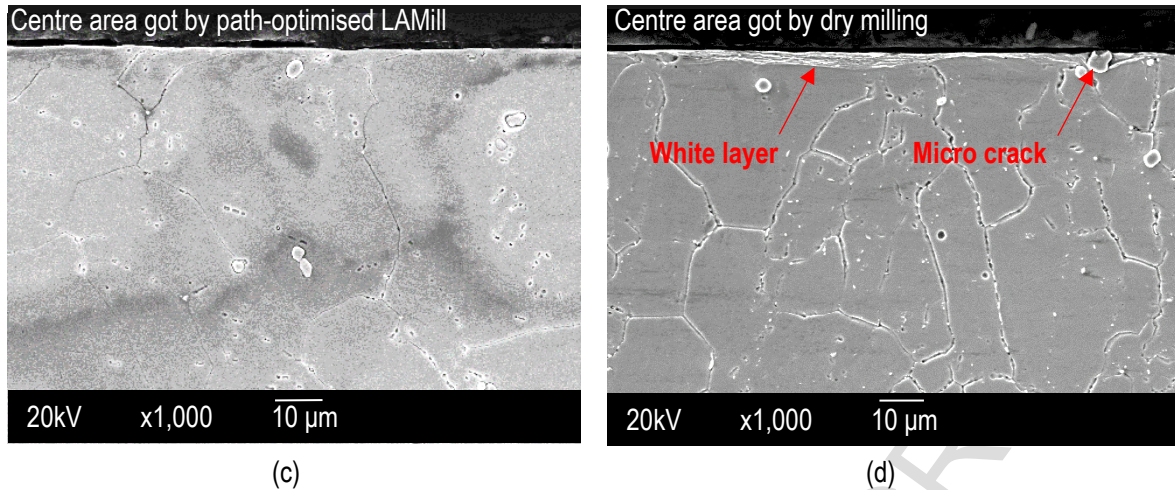 Centre area got by path-optimised LAMill
20kV x1,000 10 µm
(c)
Centre area got by dry milling
White layer
Micro crack
20kV x1,000 10 µm
(d)